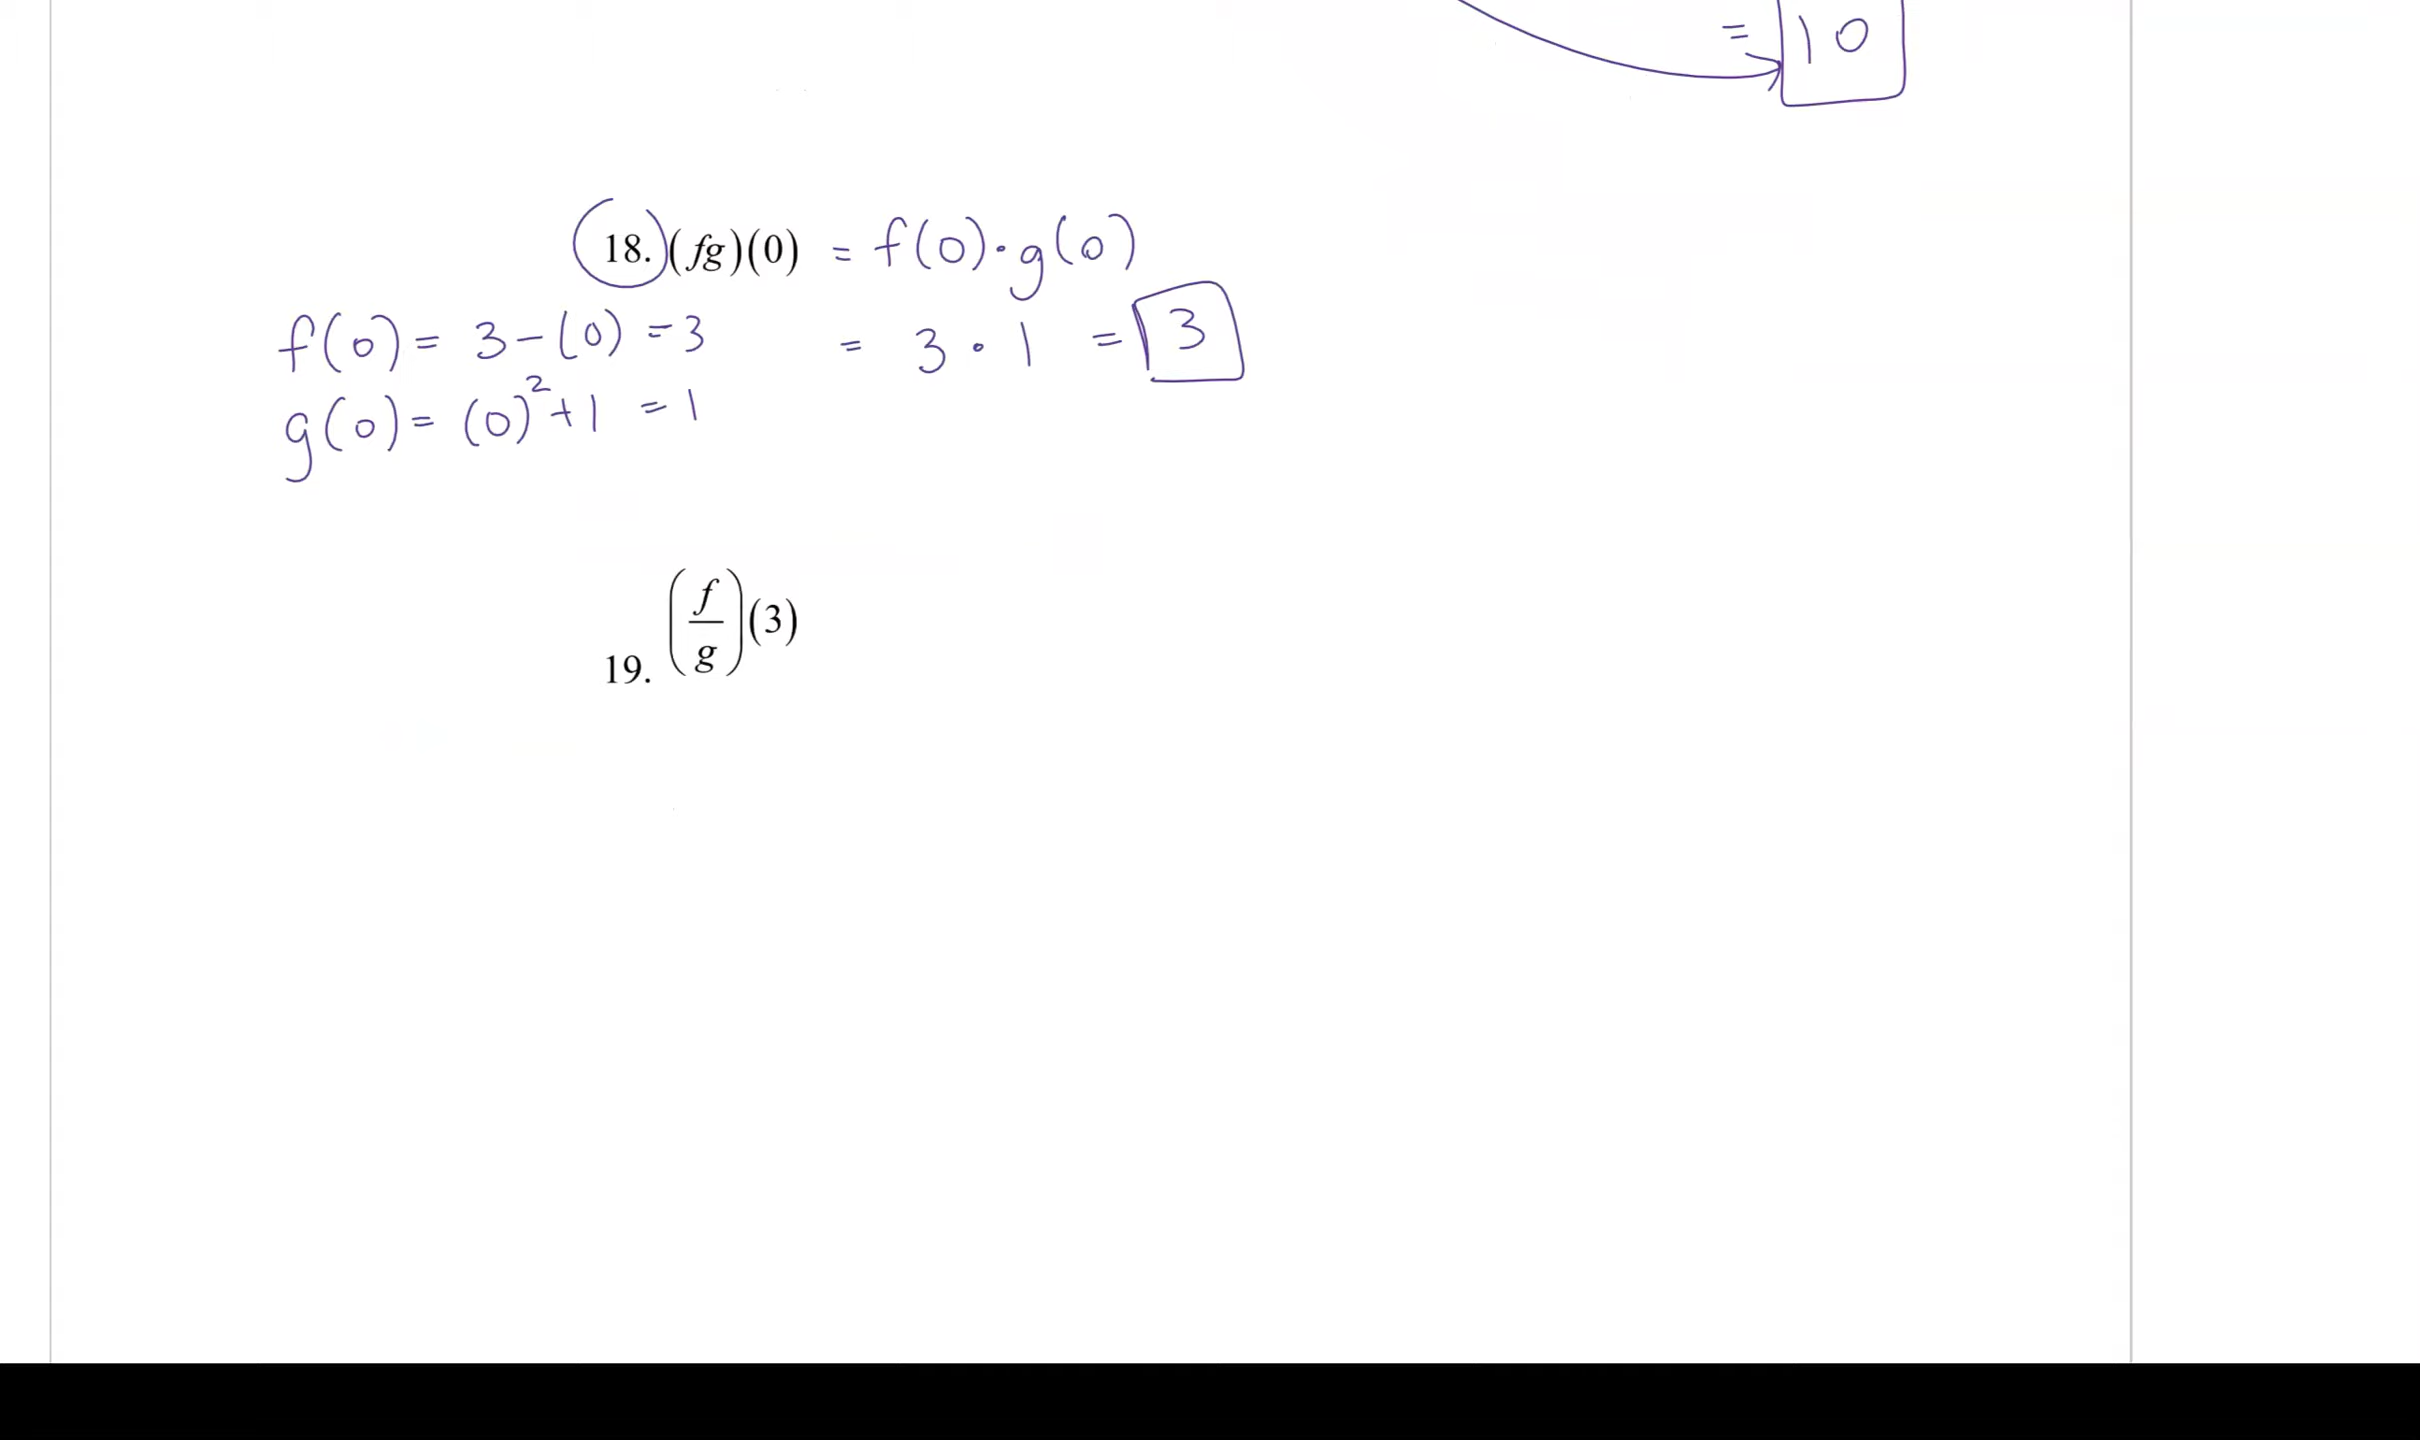 = 10
18. (fg)(0) = f(0)·g(0)
f(0) = 3-(0) = 3 = 3 · 1 = 3
g(0) = (0)²+1 = 1
19. (f/g)(3)